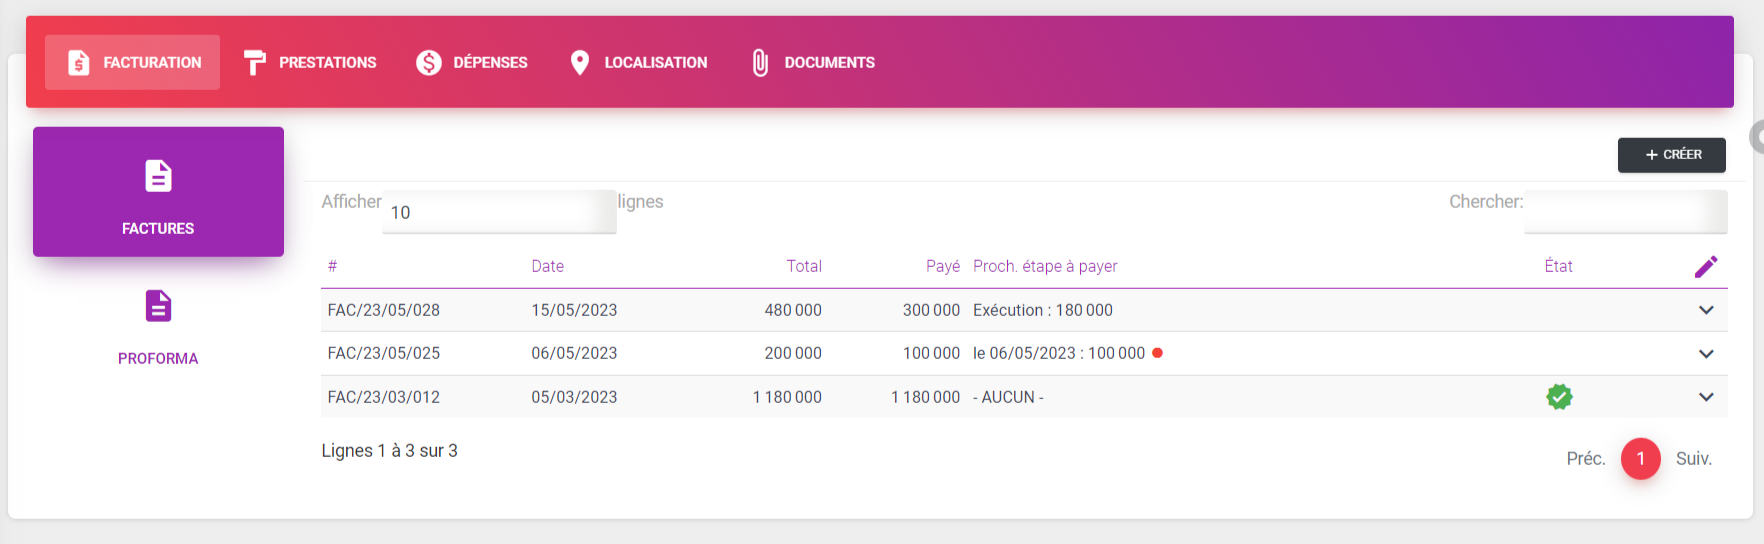 FACTURATION PRESTATIONS DÉPENSES LOCALISATION DOCUMENTS
FACTURES
PROFORMA
+ CRÉER
Afficher 10 lignes Chercher:
# Date Total Payé Proch. étape à payer État
FAC/23/05/028 15/05/2023 480 000 300 000 Exécution : 180 000
FAC/23/05/025 06/05/2023 200 000 100 000 le 06/05/2023 : 100 000
FAC/23/03/012 05/03/2023 1 180 000 1 180 000 - AUCUN -
Lignes 1 à 3 sur 3
Préc. 1 Suiv.